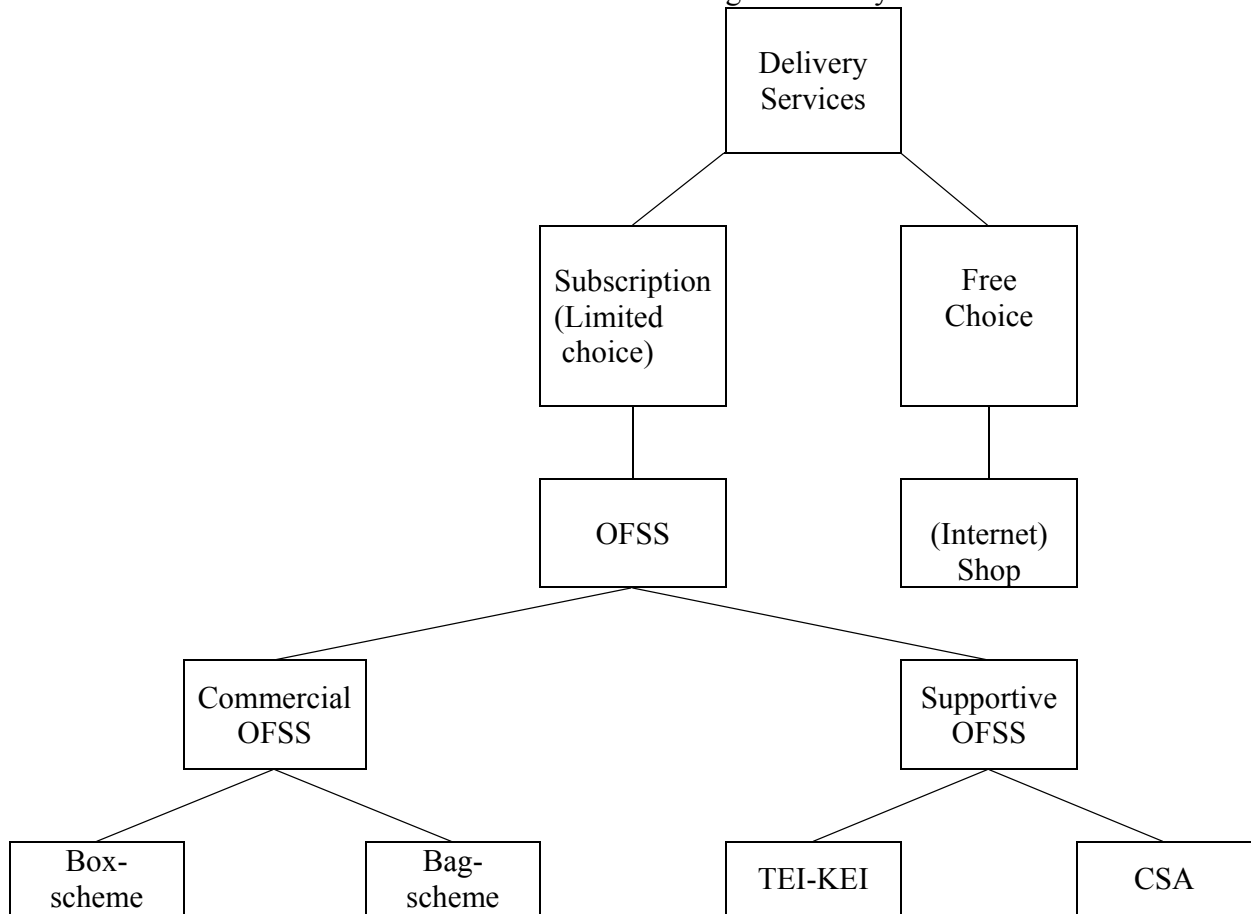 Delivery
Services
Subscription
(Limited
choice)
Free
Choice
OFSS
(Internet)
Shop
Commercial
OFSS
Supportive
OFSS
Box-
scheme
Bag-
scheme
TEI-KEI
CSA